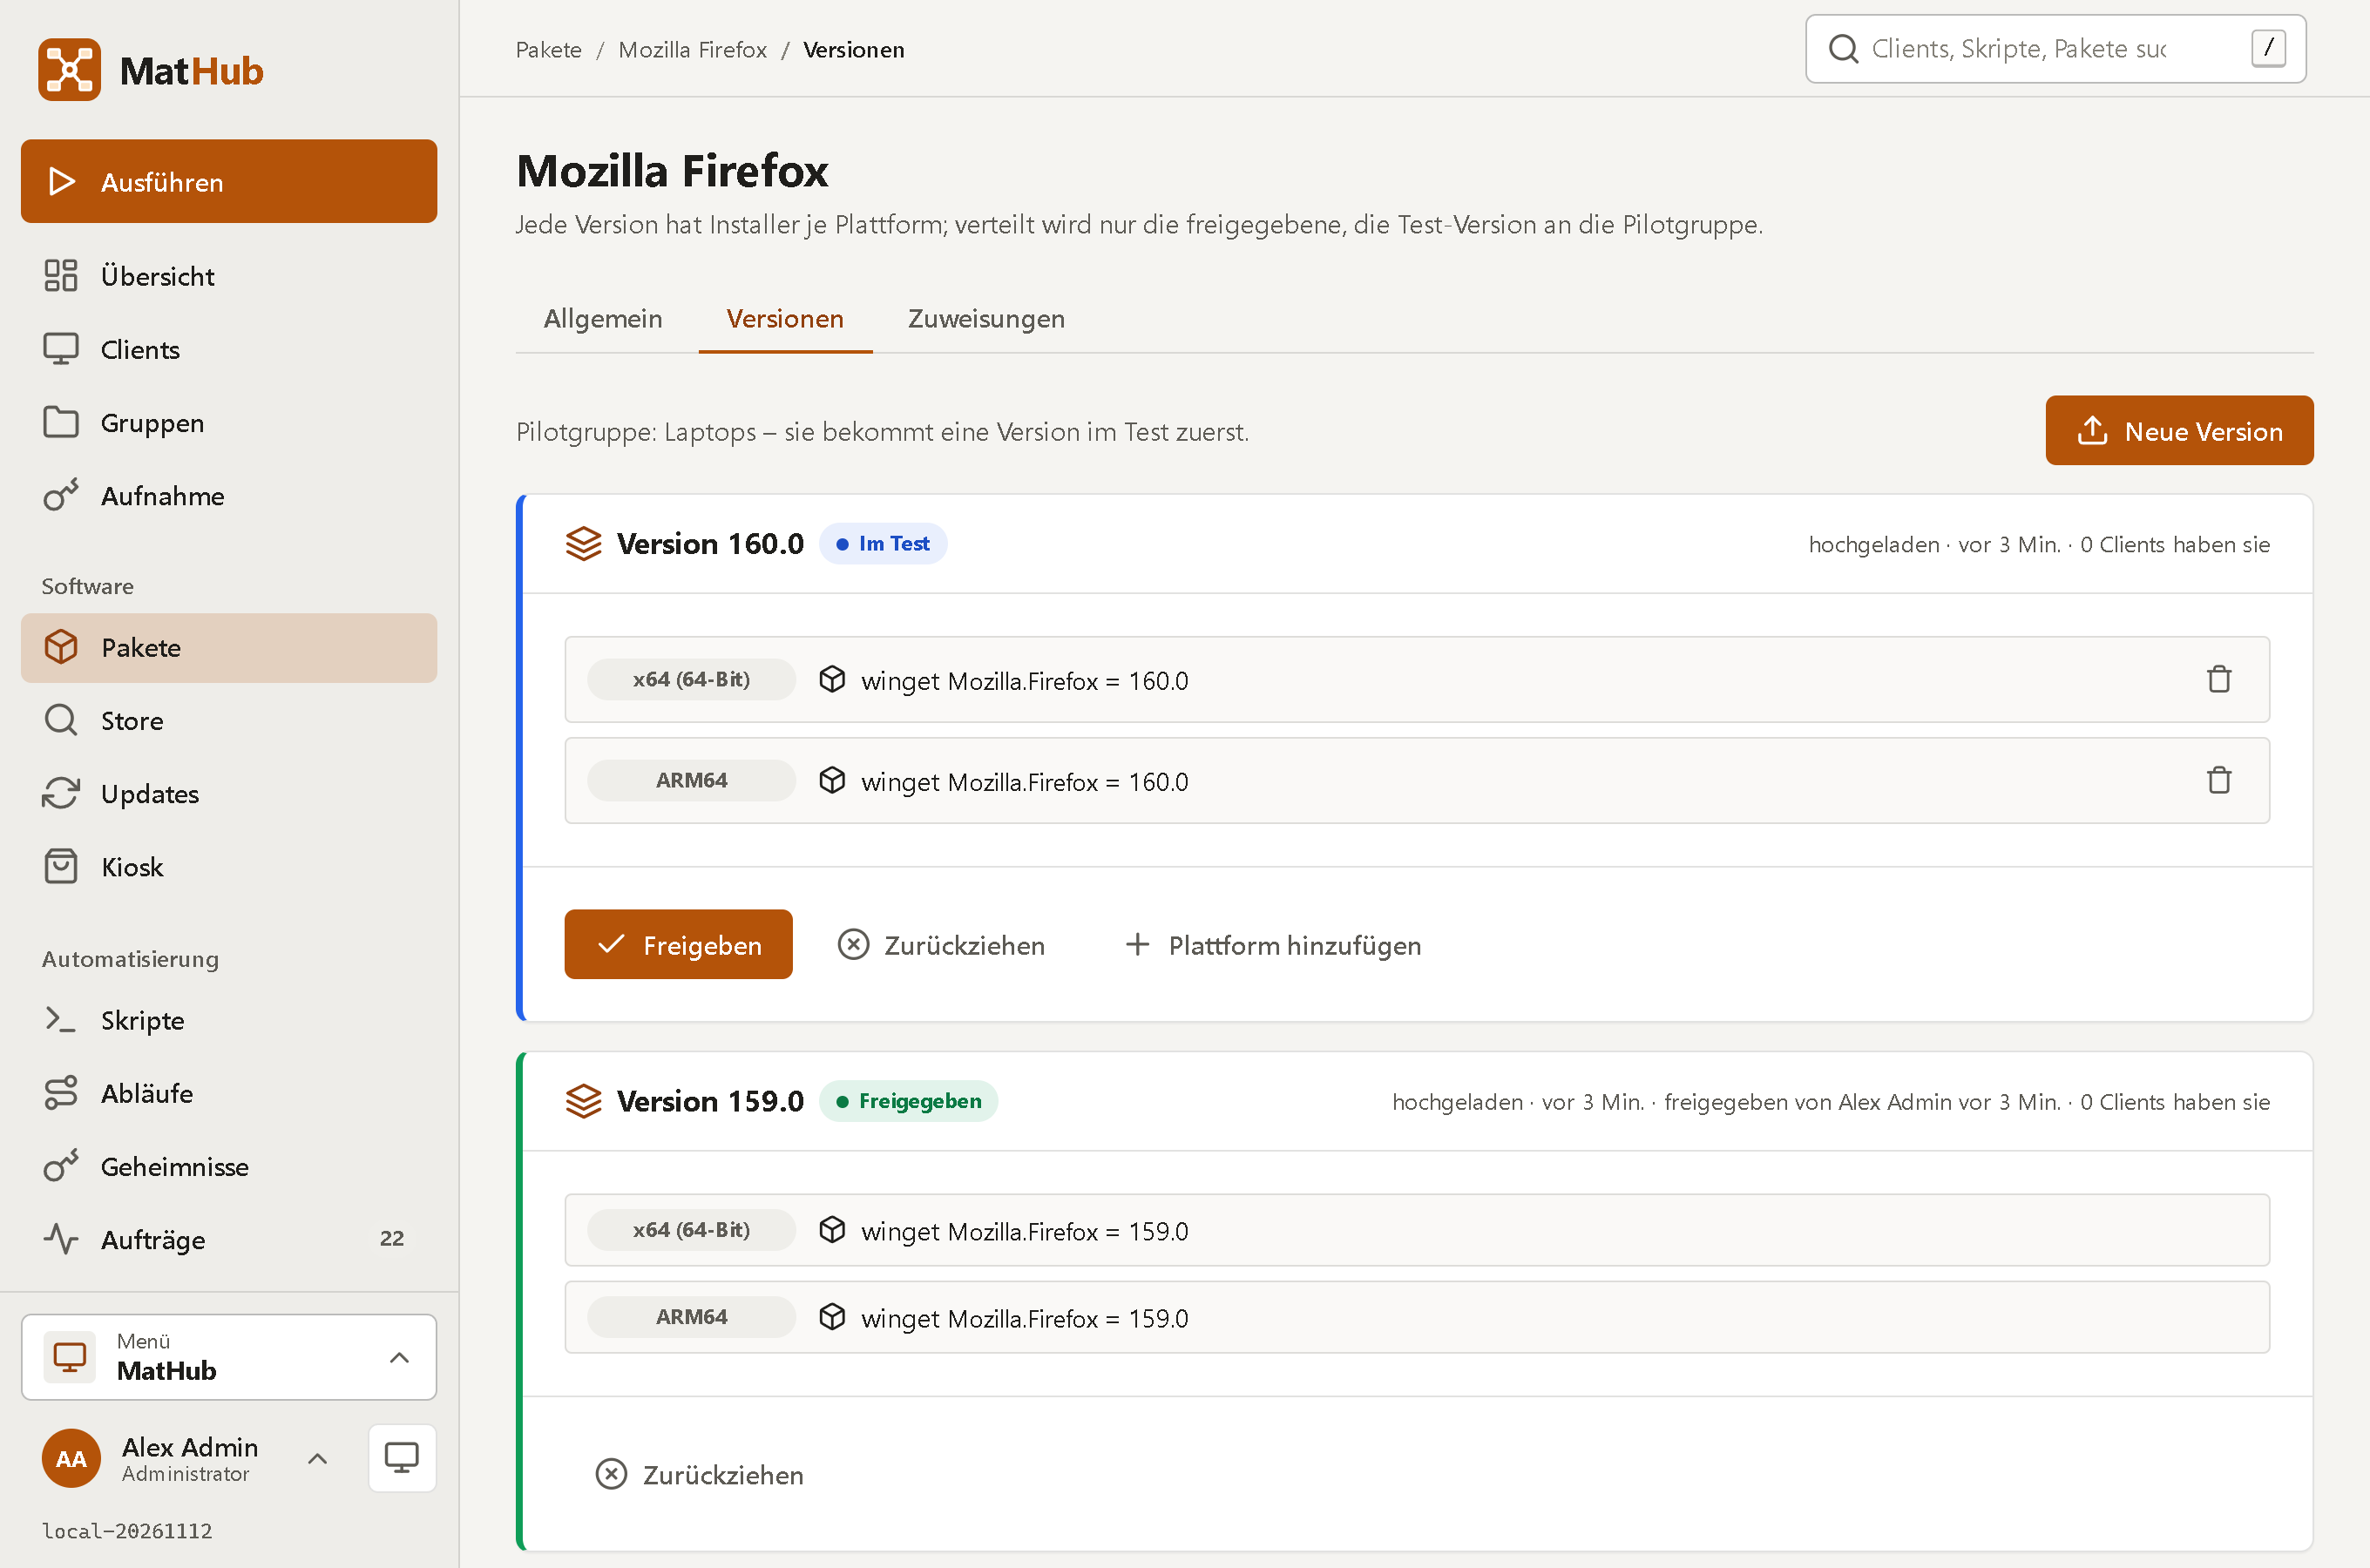 MatHub
Ausführen
Übersicht
Clients
Gruppen
Aufnahme
Software
Pakete
Store
Updates
Kiosk
Automatisierung
Skripte
Abläufe
Geheimnisse
Aufträge 22
Menü
MatHub
AA
Alex Admin
Administrator
local-20261112
Pakete / Mozilla Firefox / Versionen
Clients, Skripte, Pakete suc /
Mozilla Firefox
Jede Version hat Installer je Plattform; verteilt wird nur die freigegebene, die Test-Version an die Pilotgruppe.
Allgemein Versionen Zuweisungen
Pilotgruppe: Laptops – sie bekommt eine Version im Test zuerst.
Neue Version
Version 160.0 Im Test hochgeladen · vor 3 Min. · 0 Clients haben sie
x64 (64-Bit) winget Mozilla.Firefox = 160.0
ARM64 winget Mozilla.Firefox = 160.0
Freigeben Zurückziehen Plattform hinzufügen
Version 159.0 Freigegeben hochgeladen · vor 3 Min. · freigegeben von Alex Admin vor 3 Min. · 0 Clients haben sie
x64 (64-Bit) winget Mozilla.Firefox = 159.0
ARM64 winget Mozilla.Firefox = 159.0
Zurückziehen